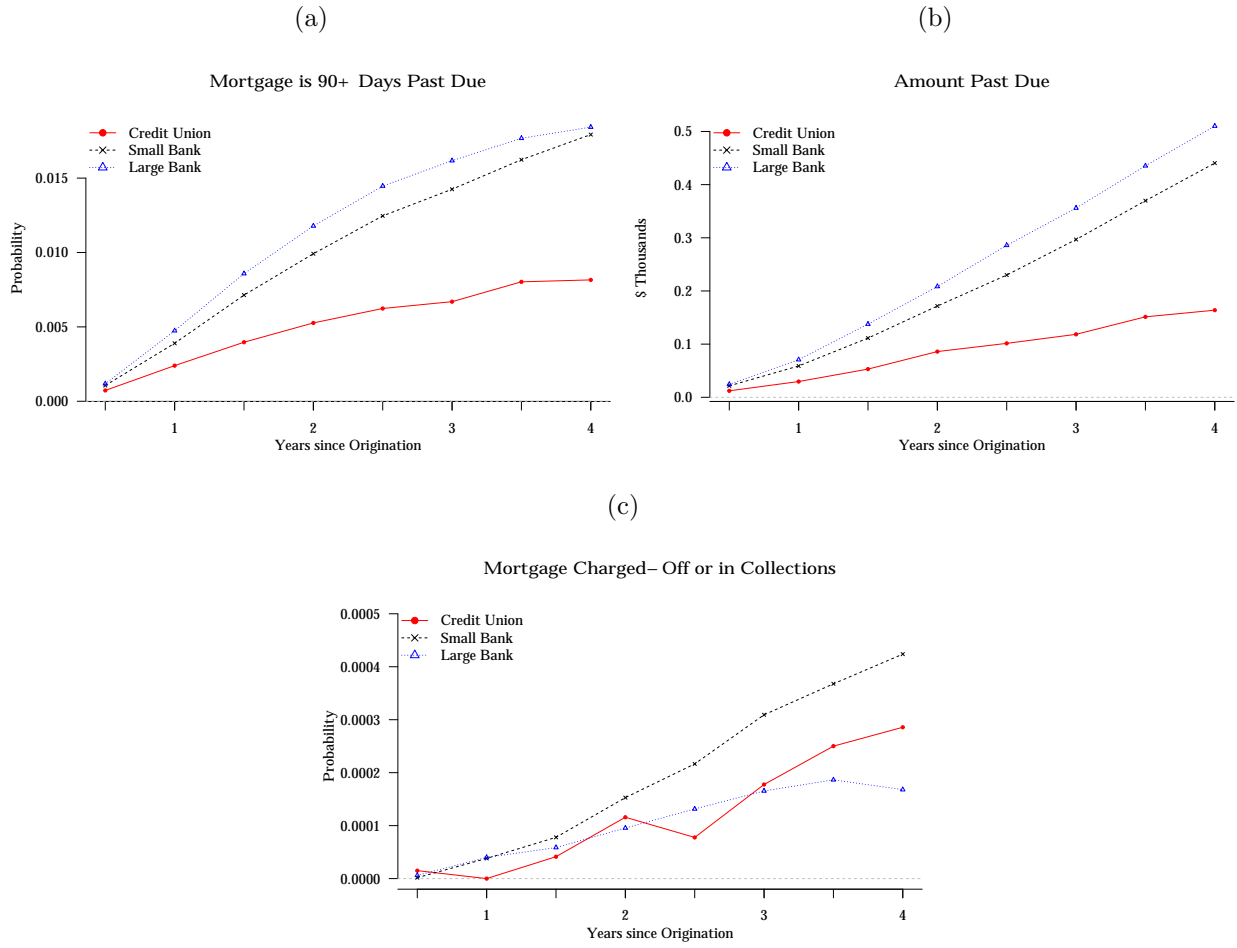 (a)
Mortgage is 90+ Days Past Due
Credit Union
Small Bank
Large Bank
0.015
0.010
0.005
0.000
Probability
1 2 3 4
Years since Origination
(b)
Amount Past Due
Credit Union
Small Bank
Large Bank
0.5
0.4
0.3
0.2
0.1
0.0
$ Thousands
1 2 3 4
Years since Origination
(c)
Mortgage Charged−Off or in Collections
Credit Union
Small Bank
Large Bank
0.0005
0.0004
0.0003
0.0002
0.0001
0.0000
Probability
1 2 3 4
Years since Origination